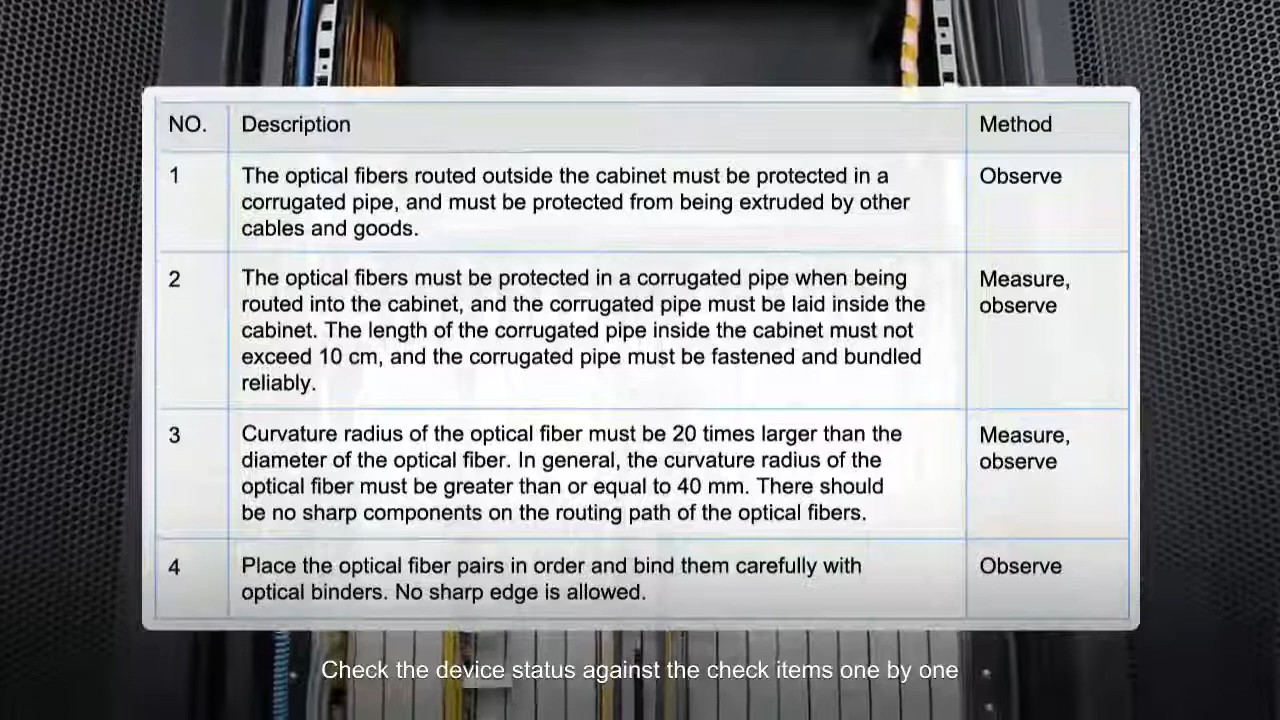 NO. Description Method
1 The optical fibers routed outside the cabinet must be protected in a Observe
corrugated pipe, and must be protected from being extruded by other
cables and goods.
2 The optical fibers must be protected in a corrugated pipe when being Measure,
routed into the cabinet, and the corrugated pipe must be laid inside the observe
cabinet. The length of the corrugated pipe inside the cabinet must not
exceed 10 cm, and the corrugated pipe must be fastened and bundled
reliably.
3 Curvature radius of the optical fiber must be 20 times larger than the Measure,
diameter of the optical fiber. In general, the curvature radius of the observe
optical fiber must be greater than or equal to 40 mm. There should
be no sharp components on the routing path of the optical fibers.
4 Place the optical fiber pairs in order and bind them carefully with Observe
optical binders. No sharp edge is allowed.
Check the device status against the check items one by one